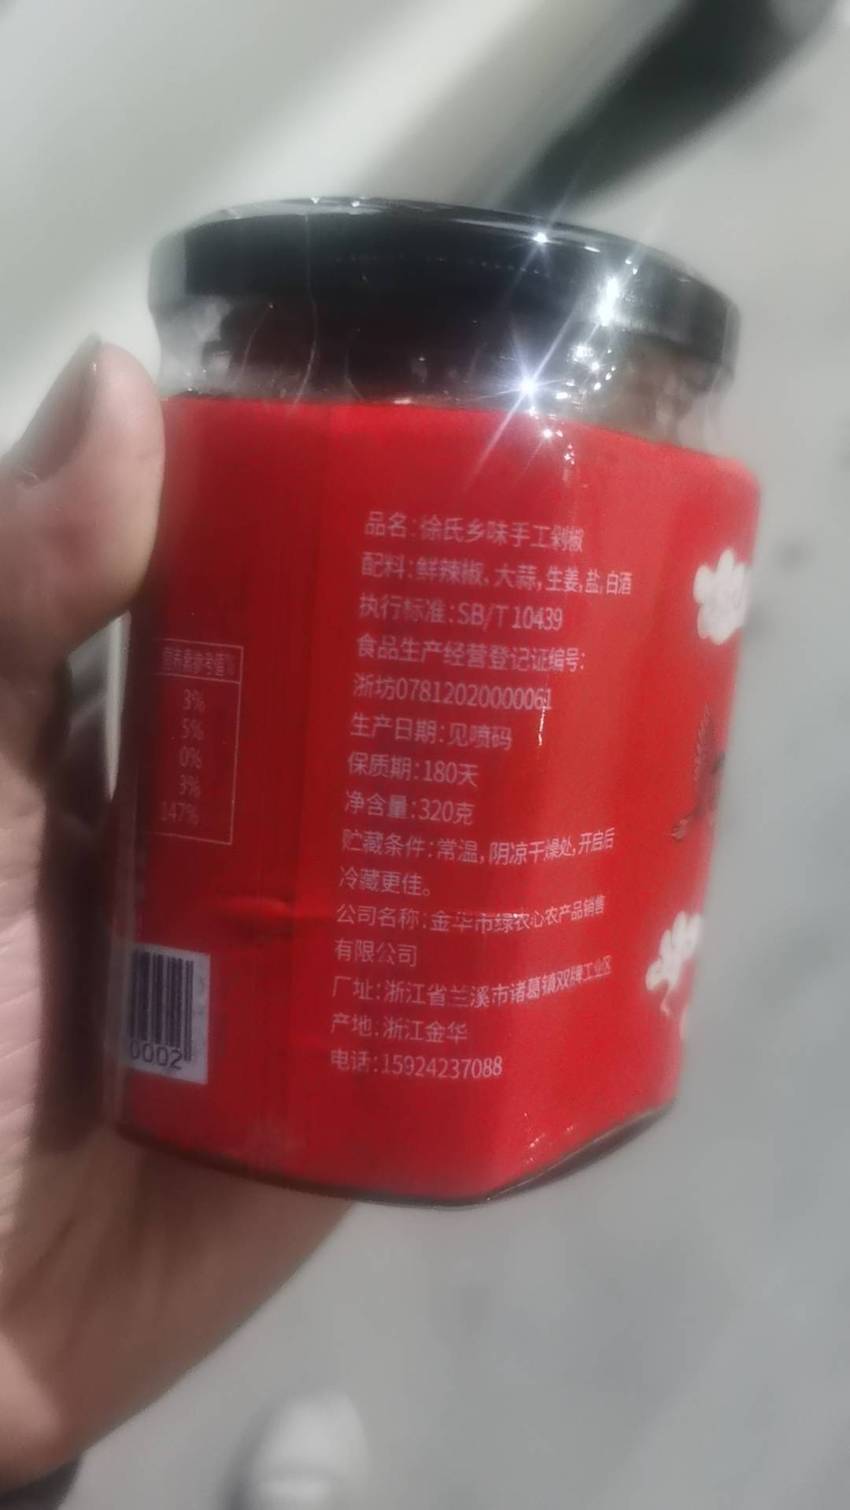 品名:徐氏乡味手工剁椒
配料:鲜辣椒,大蒜,生姜,盐,白酒
执行标准:SB/T 10439
食品生产经营登记证编号:
浙坊07812020000061
生产日期:见喷码
保质期:180天
净含量:320克
贮藏条件:常温,阴凉干燥处,开启后
冷藏更佳。
公司名称:金华市绿农心农产品销售
有限公司
厂址:浙江省兰溪市诸葛镇双牌工业区
产地:浙江金华
电话:15924237088
养素参考值%
3%
5%
0%
3%
147%
0002